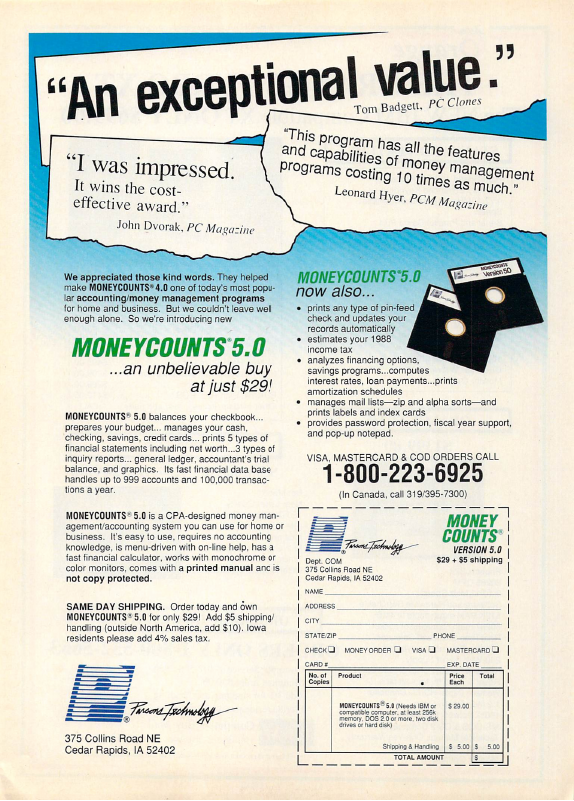 “An exceptional value.”
Tom Badgett, PC Clones
“I was impressed.
It wins the cost-
effective award.”
John Dvorak, PC Magazine
“This program has all the features
and capabilities of money management
programs costing 10 times as much.”
Leonard Hyer, PCM Magazine
We appreciated those kind words. They helped
make MONEYCOUNTS® 4.0 one of today's most popu-
lar accounting/money management programs
for home and business. But we couldn't leave well
enough alone. So we're introducing new
MONEYCOUNTS® 5.0
...an unbelievable buy
at just $29!
MONEYCOUNTS® 5.0 balances your checkbook...
prepares your budget... manages your cash,
checking, savings, credit cards... prints 5 types of
financial statements including net worth...3 types of
inquiry reports... general ledger, accountant's trial
balance, and graphics. Its fast financial data base
handles up to 999 accounts and 100,000 transac-
tions a year.
MONEYCOUNTS® 5.0 is a CPA-designed money man-
agement/accounting system you can use for home or
business. It's easy to use, requires no accounting
knowledge, is menu-driven with on-line help, has a
fast financial calculator, works with monochrome or
color monitors, comes with a printed manual and is
not copy protected.
SAME DAY SHIPPING. Order today and own
MONEYCOUNTS® 5.0 for only $29! Add $5 shipping/
handling (outside North America, add $10). Iowa
residents please add 4% sales tax.
Parsons Technology
375 Collins Road NE
Cedar Rapids, IA 52402
MONEYCOUNTS® 5.0
now also...
• prints any type of pin-feed
check and updates your
records automatically
• estimates your 1988
income tax
• analyzes financing options,
savings programs...computes
interest rates, loan payments...prints
amortization schedules
• manages mail lists—zip and alpha sorts—and
prints labels and index cards
• provides password protection, fiscal year support,
and pop-up notepad.
MONEYCOUNTS
Version 5.0
VISA, MASTERCARD & COD ORDERS CALL
1-800-223-6925
(In Canada, call 319/395-7300)
Parsons Technology
MONEY
COUNTS®
VERSION 5.0
$29 + $5 shipping
Dept. COM
375 Collins Road NE
Cedar Rapids, IA 52402
NAME
ADDRESS
CITY
STATE/ZIP PHONE
CHECK ❏ MONEY ORDER ❏ VISA ❏ MASTERCARD ❏
CARD # EXP. DATE
No. of Copies Product Price Each Total
MONEYCOUNTS® 5.0 (Needs IBM or $29.00
compatible computer, at least 256k
memory, DOS 2.0 or more, two disk
drives or hard disk)
Shipping & Handling $ 5.00 $ 5.00
TOTAL AMOUNT $